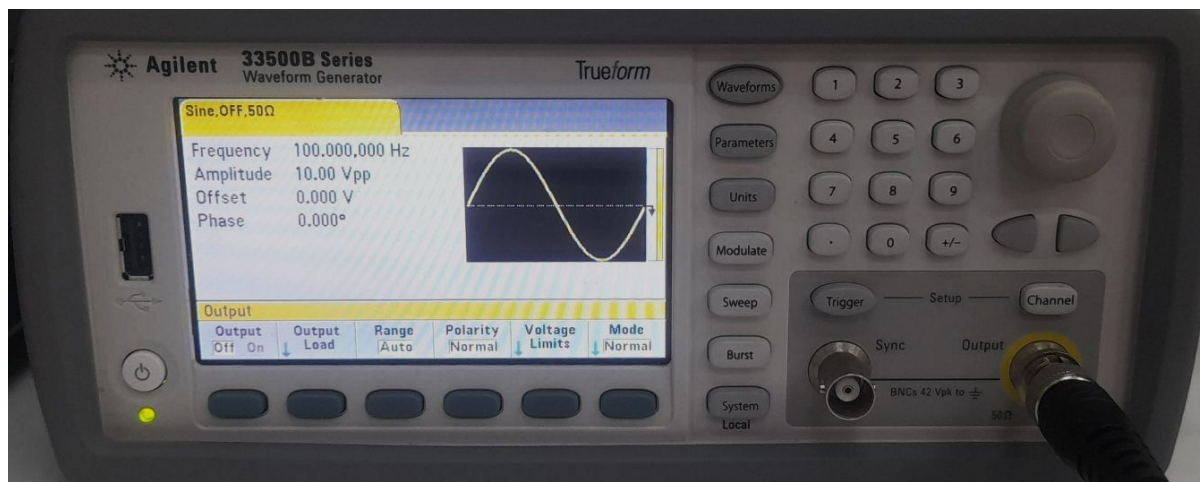 Agilent
33500B Series
Waveform Generator
Trueform
Sine,OFF,50Ω
Frequency 100.000,000 Hz
Amplitude 10.00 Vpp
Offset 0.000 V
Phase 0.000°
Output
Output Off On
Output Load
Range Auto
Polarity Normal
Voltage Limits
Mode Normal
Waveforms
Parameters
Units
Modulate
Sweep
Burst
System
Local
1 2 3
4 5 6
7 8 9
. 0 +/-
Trigger Setup Channel
Sync Output
BNCs 42 Vpk to
50Ω